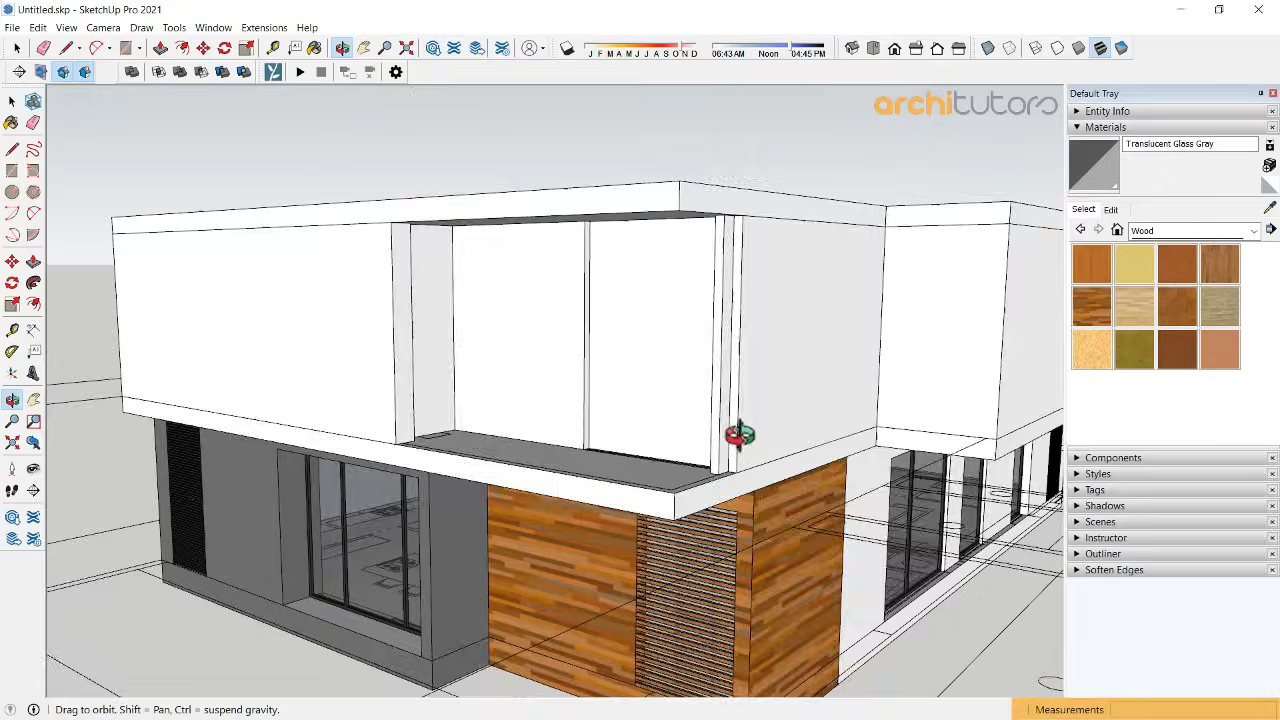 Untitled.skp - SketchUp Pro 2021
File Edit View Camera Draw Tools Window Extensions Help
J F M A M J J A S O N D
06:43 AM Noon 04:45 PM
architutors
Default Tray
Entity Info
Materials
Translucent Glass Gray
Select Edit
Wood
Components
Styles
Tags
Shadows
Scenes
Instructor
Outliner
Soften Edges
Drag to orbit. Shift = Pan, Ctrl = suspend gravity.
Measurements